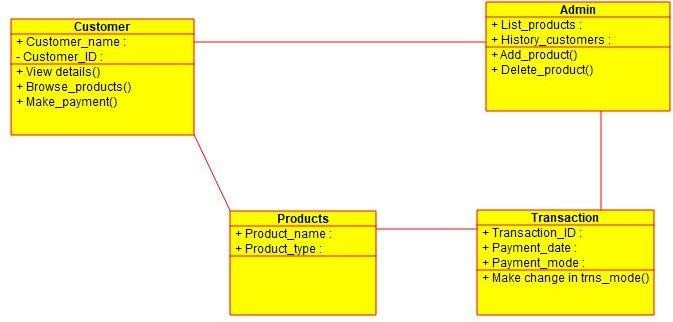 Customer
+ Customer_name :
- Customer_ID :
+ View details()
+ Browse_products()
+ Make_payment()
Admin
+ List_products :
+ History_customers :
+ Add_product()
+ Delete_product()
Products
+ Product_name :
+ Product_type :
Transaction
+ Transaction_ID :
+ Payment_date :
+ Payment_mode :
+ Make change in trns_mode()